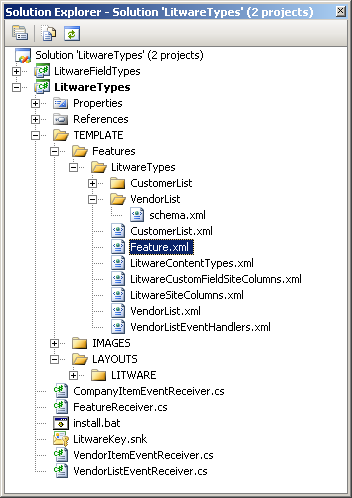 Solution Explorer - Solution 'LitwareTypes' (2 projects)
Solution 'LitwareTypes' (2 projects)
LitwareFieldTypes
LitwareTypes
Properties
References
TEMPLATE
Features
LitwareTypes
CustomerList
VendorList
schema.xml
CustomerList.xml
Feature.xml
LitwareContentTypes.xml
LitwareCustomFieldSiteColumns.xml
LitwareSiteColumns.xml
VendorList.xml
VendorListEventHandlers.xml
IMAGES
LAYOUTS
LITWARE
CompanyItemEventReceiver.cs
FeatureReceiver.cs
install.bat
LitwareKey.snk
VendorItemEventReceiver.cs
VendorListEventReceiver.cs